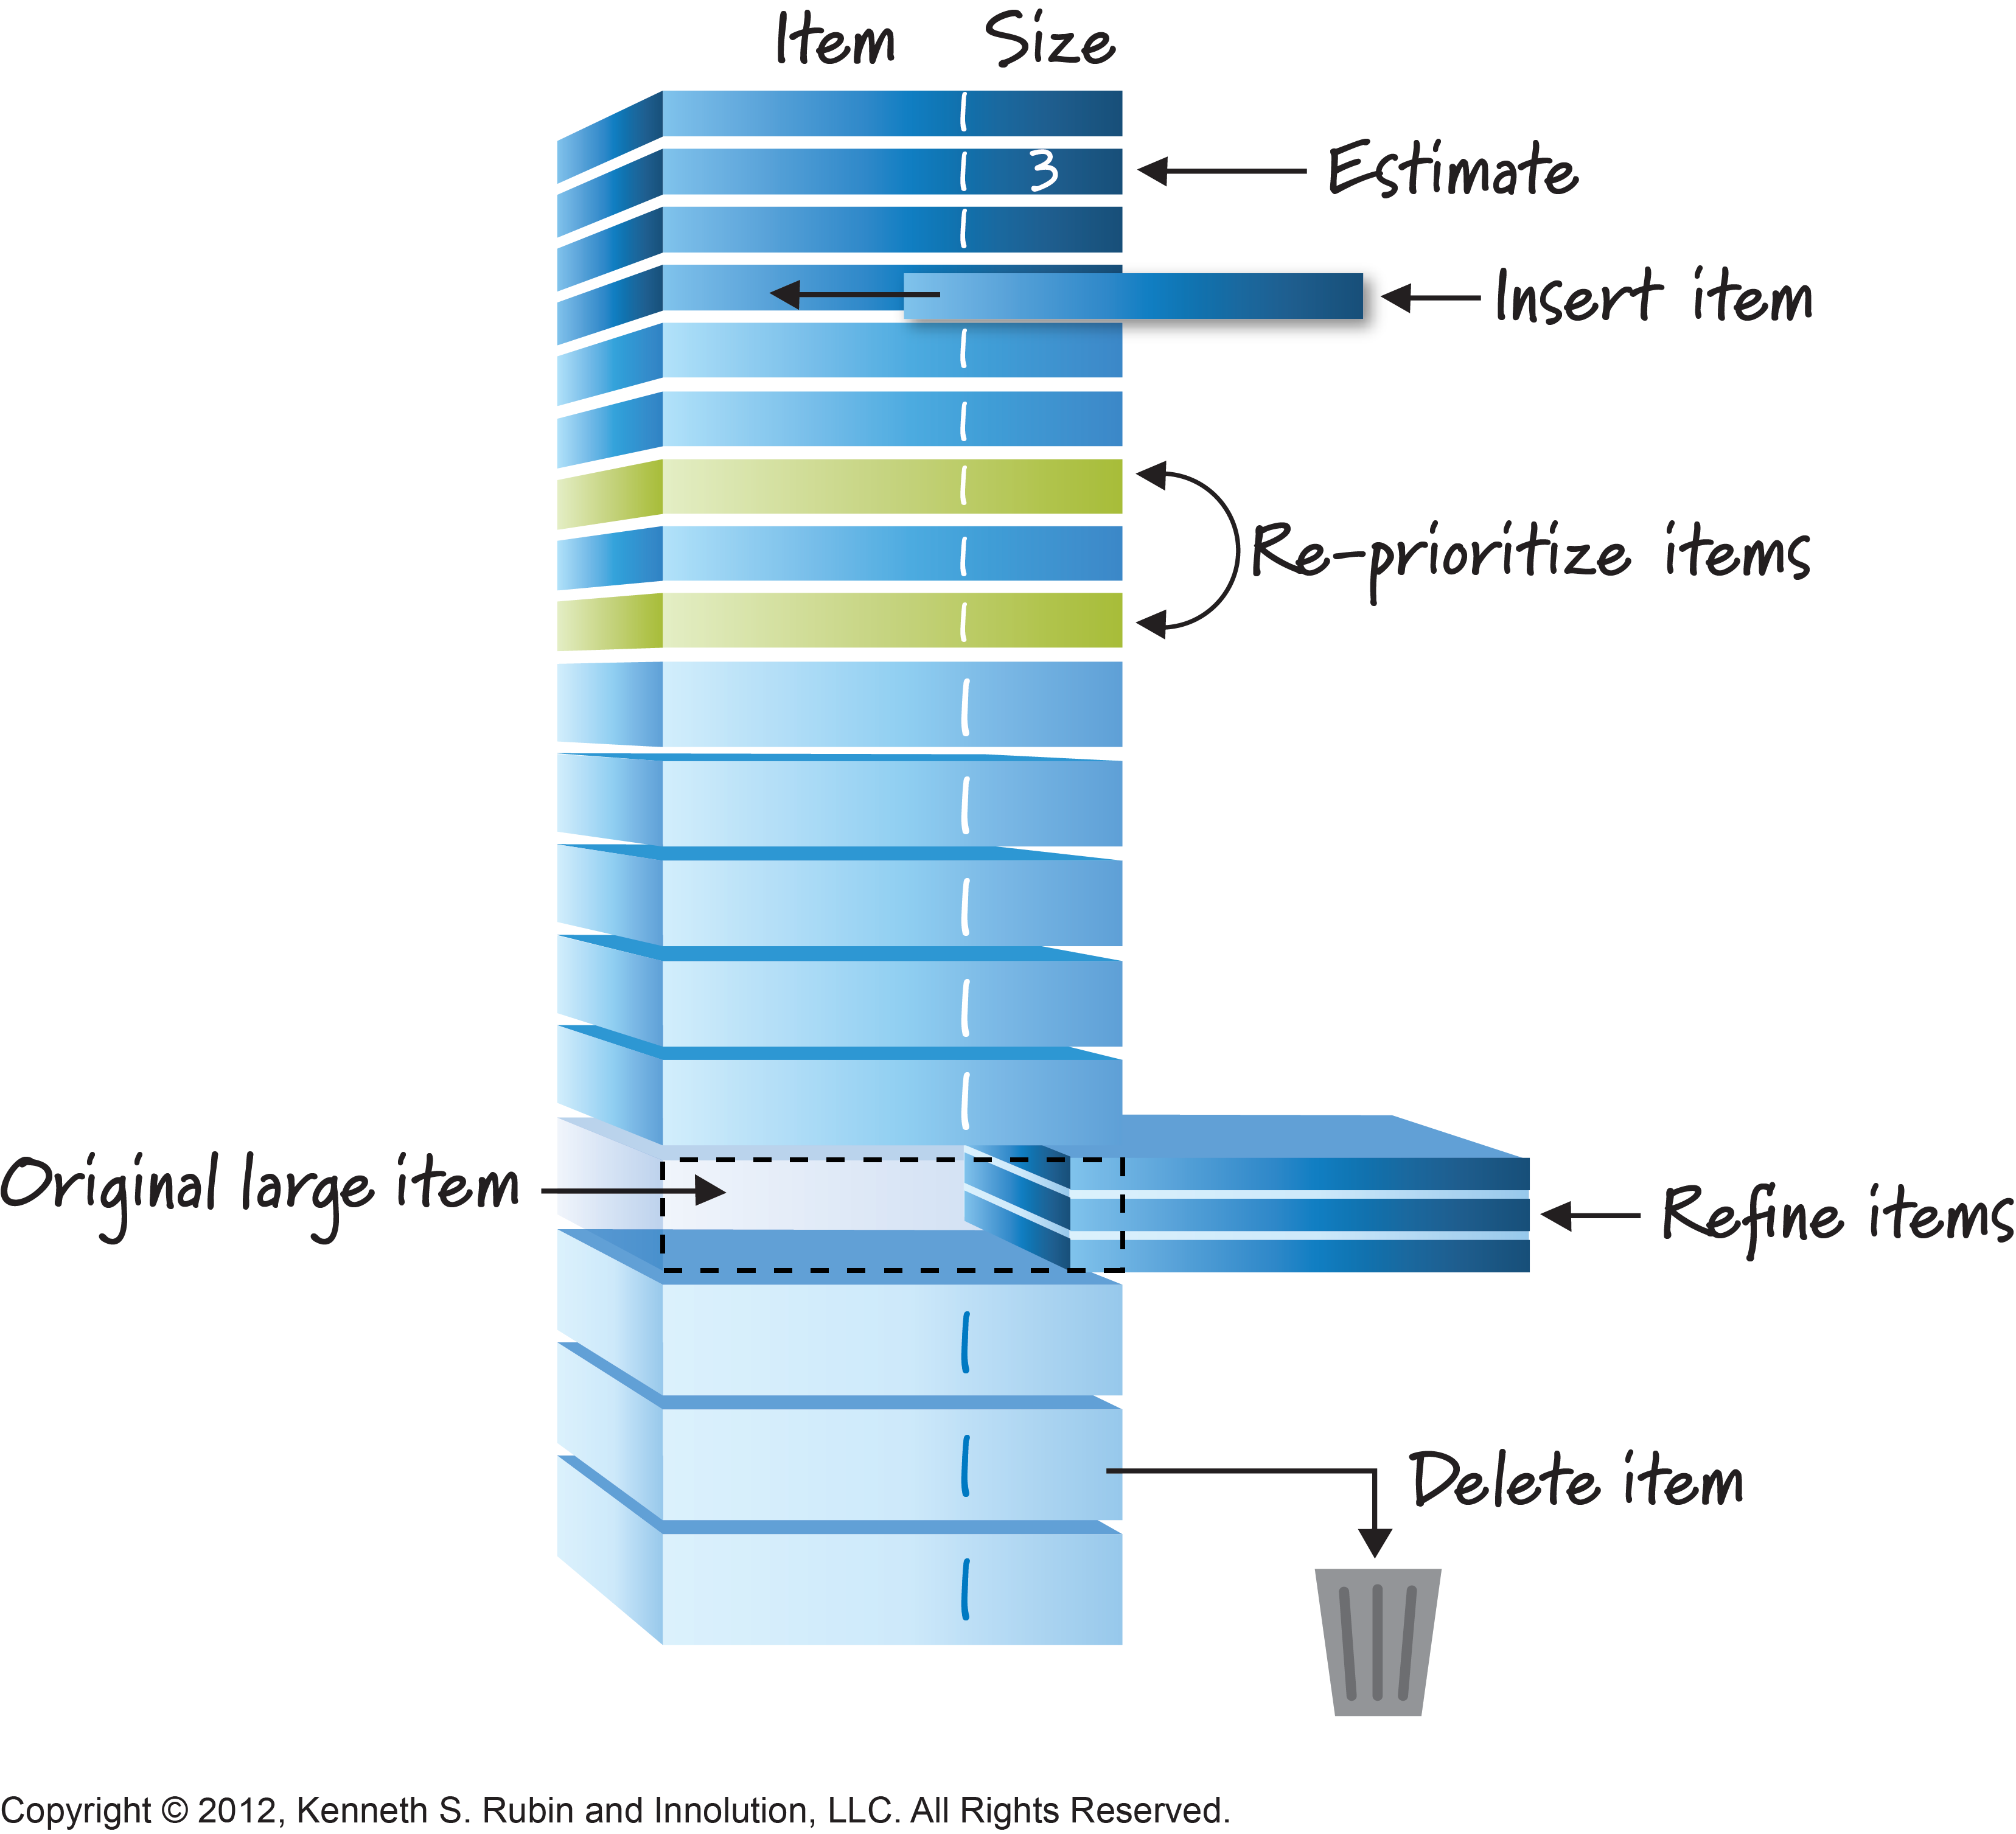 Item Size
3
Estimate
Insert item
Re-prioritize items
Original large item
Refine items
Delete item
Copyright © 2012, Kenneth S. Rubin and Innolution, LLC. All Rights Reserved.